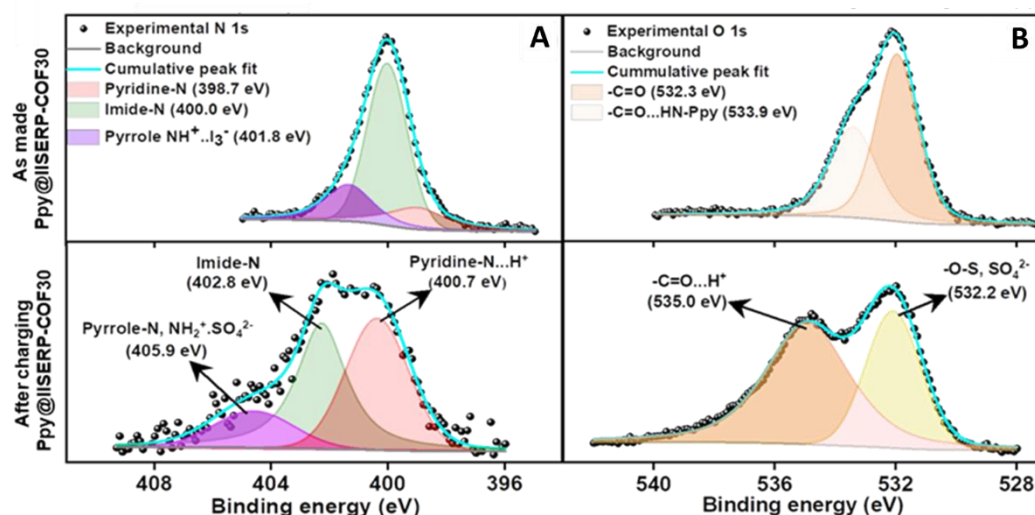 Experimental N 1s
Background
Cumulative peak fit
Pyridine-N (398.7 eV)
Imide-N (400.0 eV)
Pyrrole NH⁺..I₃⁻ (401.8 eV)
A
As made
Ppy@IISERP-COF30
Experimental O 1s
Background
Cummulative peak fit
-C=O (532.3 eV)
-C=O...HN-Ppy (533.9 eV)
B
After charging
Ppy@IISERP-COF30
Imide-N
(402.8 eV)
Pyridine-N...H⁺
(400.7 eV)
Pyrrole-N, NH₂⁺.SO₄²⁻
(405.9 eV)
408 404 400 396
Binding energy (eV)
-C=O...H⁺
(535.0 eV)
-O-S, SO₄²⁻
(532.2 eV)
540 536 532 528
Binding energy (eV)